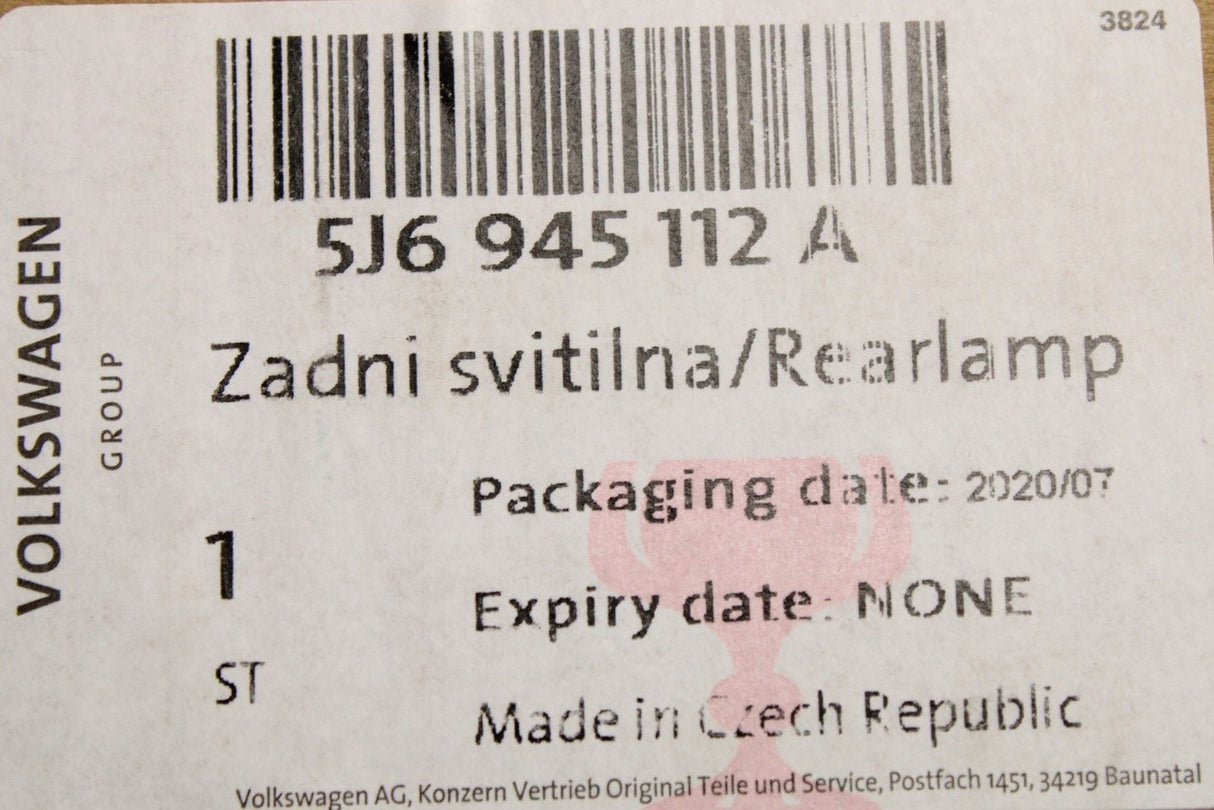 3824
5J6 945 112 A
Zadni svitilna/Rearlamp
VOLKSWAGEN
GROUP
Packaging date: 2020/07
1
Expiry date: NONE
ST
Made in Czech Republic
Volkswagen AG, Konzern Vertrieb Original Teile und Service, Postfach 1451, 34219 Baunatal